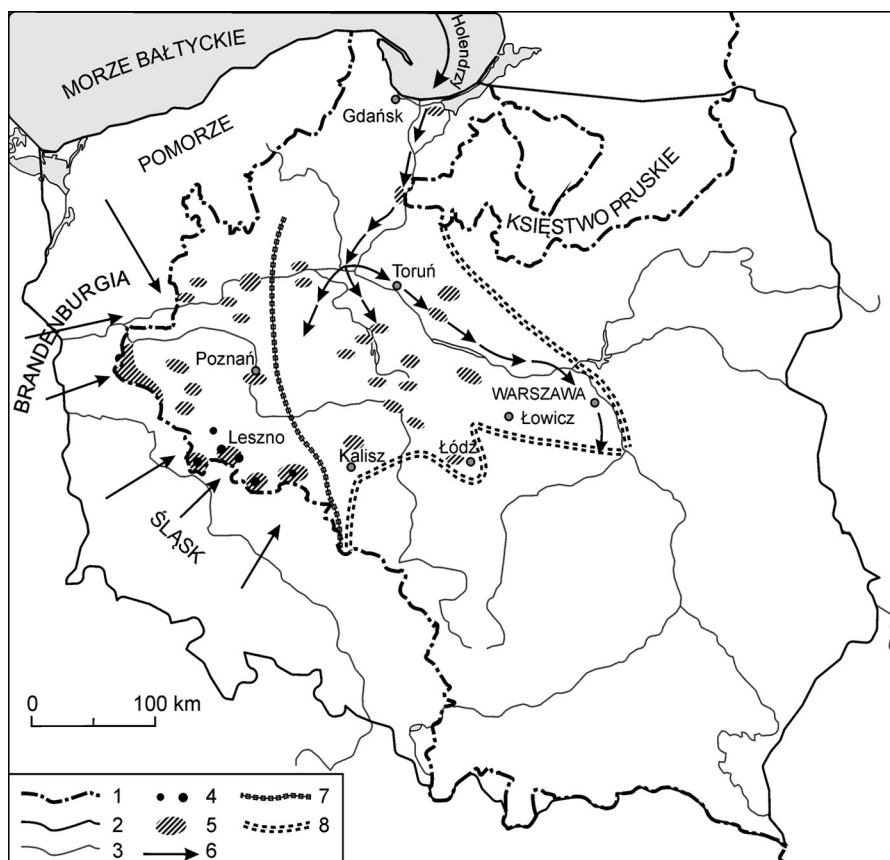 MORZE BAŁTYCKIE
Holendrzy
Gdańsk
POMORZE
KSIĘSTWO PRUSKIE
BRANDENBURGIA
Toruń
Poznań
WARSZAWA
Łowicz
Leszno
Kalisz
Łódź
ŚLĄSK
0 100 km
1 4 7
2 5 8
3 6